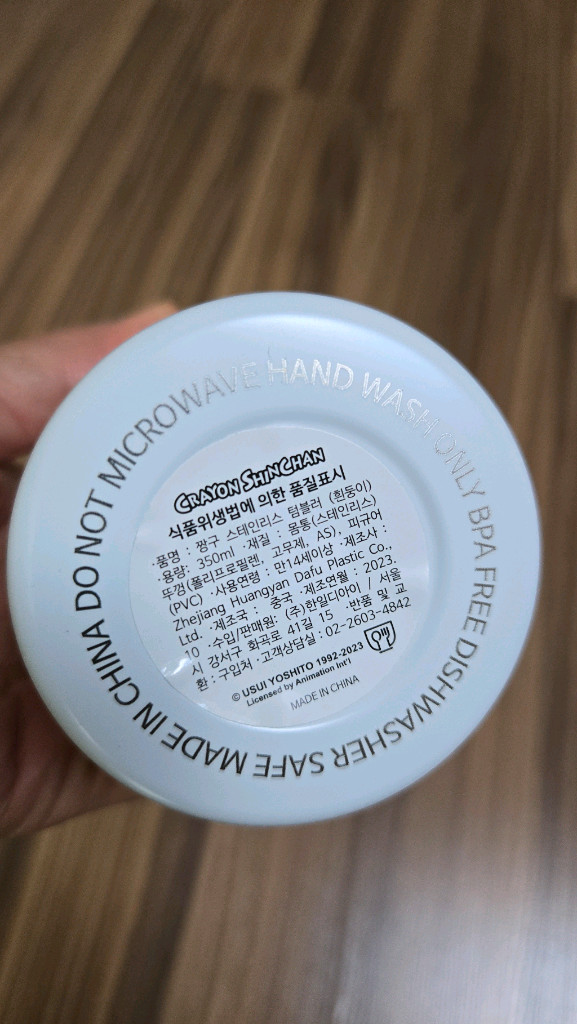 DO NOT MICROWAVE HAND WASH ONLY BPA FREE DISHWASHER SAFE MADE IN CHINA
CRAYON SHINCHAN
식품위생법에 의한 품질표시
·품명 : 짱구 스테인리스 텀블러 (흰둥이)
·용량: 350ml ·재질 : 몸통(스테인리스)
뚜껑(폴리프로필렌, 고무제, AS), 피규어
(PVC) ·사용연령 : 만14세이상 ·제조사 :
Zhejiang Huangyan Dafu Plastic Co.,
Ltd. ·제조국 : 중국 ·제조연월 : 2023.
10 ·수입/판매원: (주)한일디아이 / 서울
시 강서구 화곡로 41길 15 ·반품 및 교
환 : 구입처 ·고객상담실 : 02-2603-4842
© USUI YOSHITO 1992-2023
Licensed by Animation Int'l
MADE IN CHINA